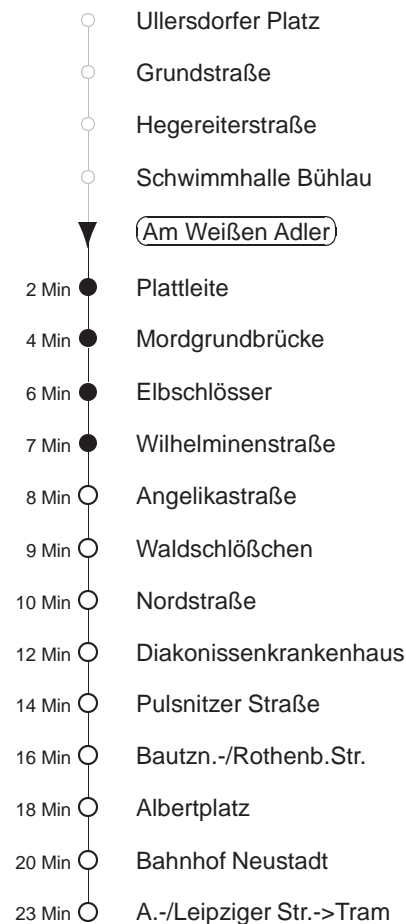 Ullersdorfer Platz
Grundstraße
Hegereiterstraße
Schwimmhalle Bühlau
Am Weißen Adler
2 Min Plattleite
4 Min Mordgrundbrücke
6 Min Elbschlösser
7 Min Wilhelminenstraße
8 Min Angelikastraße
9 Min Waldschlößchen
10 Min Nordstraße
12 Min Diakonissenkrankenhaus
14 Min Pulsnitzer Straße
16 Min Bautzn.-/Rothenb.Str.
18 Min Albertplatz
20 Min Bahnhof Neustadt
23 Min A.-/Leipziger Str.->Tram